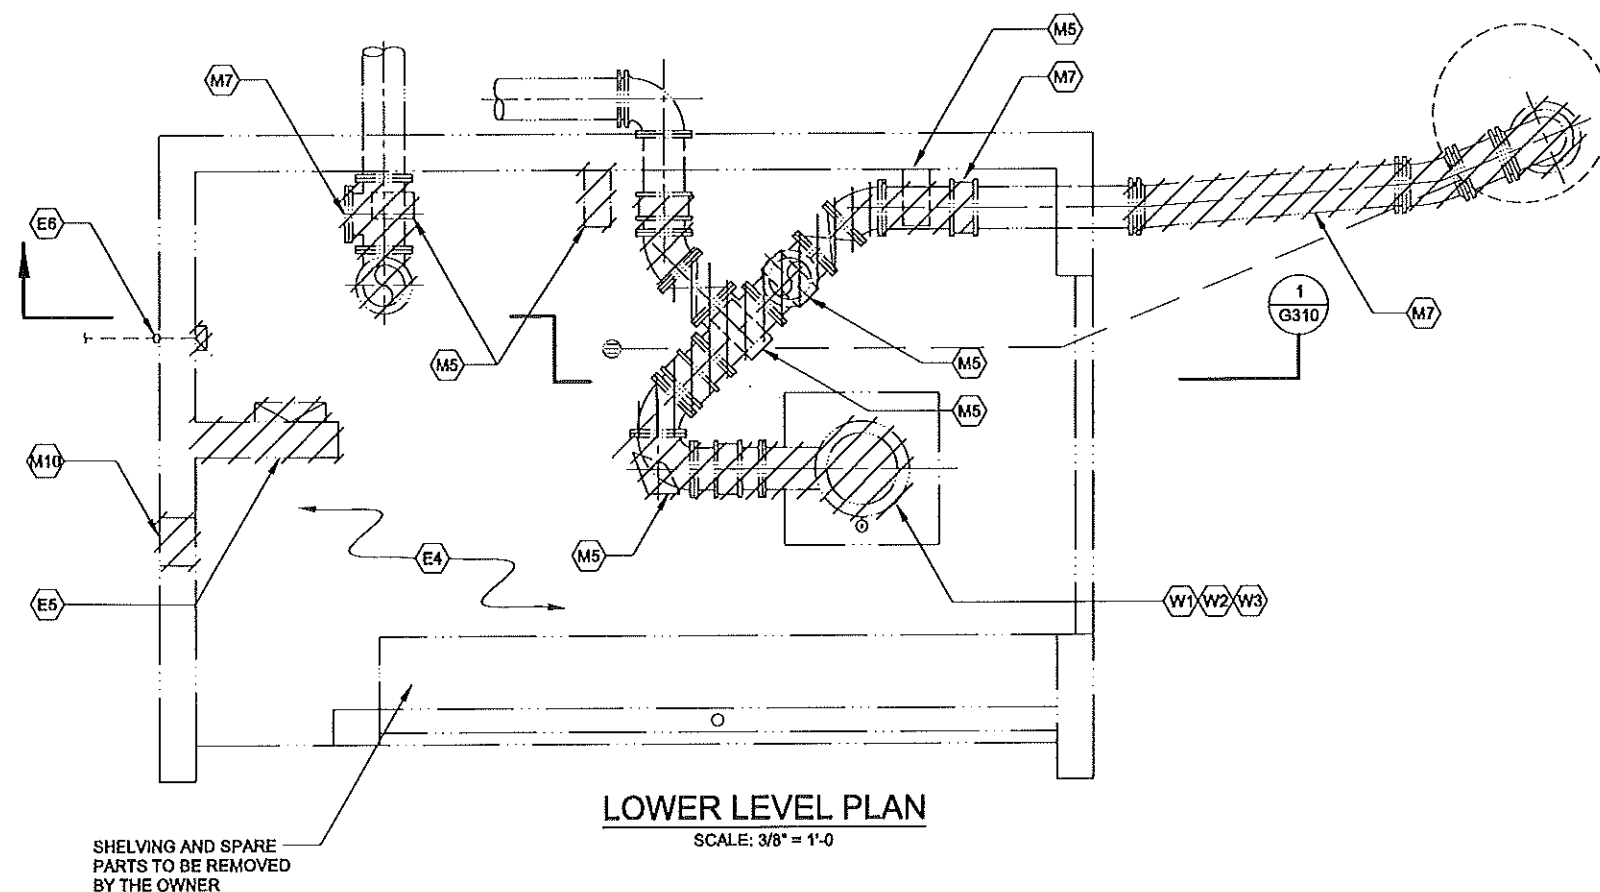 M5
M7
M7
E6
1
G310
M7
M5
M5
M5
M10
M5
E4
E5
W1 W2 W3
LOWER LEVEL PLAN
SCALE: 3/8" = 1'-0
SHELVING AND SPARE
PARTS TO BE REMOVED
BY THE OWNER